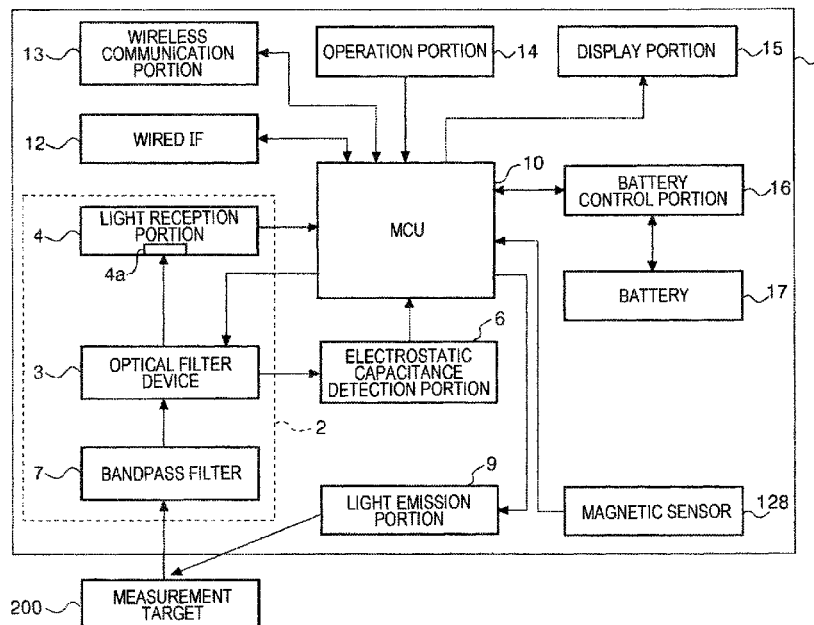 13
WIRELESS
COMMUNICATION
PORTION
OPERATION PORTION
14
DISPLAY PORTION
15
12
WIRED IF
10
MCU
BATTERY
CONTROL PORTION
16
4
LIGHT RECEPTION
PORTION
4a
BATTERY
17
6
3
OPTICAL FILTER
DEVICE
ELECTROSTATIC
CAPACITANCE
DETECTION PORTION
2
7
BANDPASS FILTER
9
LIGHT EMISSION
PORTION
MAGNETIC SENSOR
128
200
MEASUREMENT
TARGET